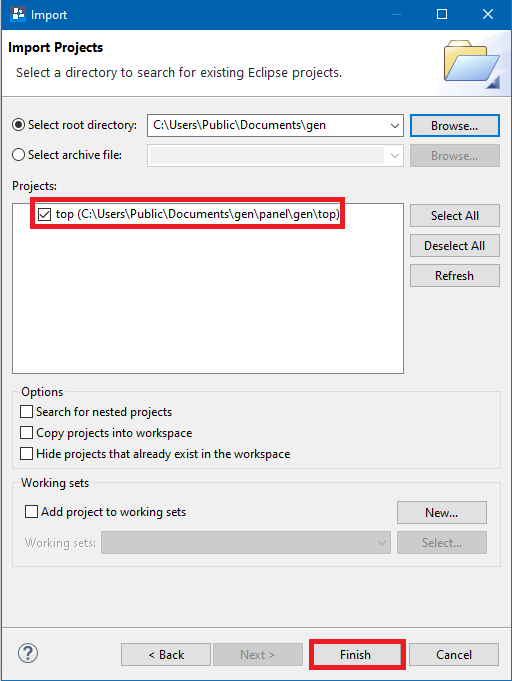 Import
Import Projects
Select a directory to search for existing Eclipse projects.
Select root directory: C:\Users\Public\Documents\gen Browse...
Select archive file: Browse...
Projects:
top (C:\Users\Public\Documents\gen\panel\gen\top)
Select All
Deselect All
Refresh
Options
Search for nested projects
Copy projects into workspace
Hide projects that already exist in the workspace
Working sets
Add project to working sets New...
Working sets: Select...
? < Back Next > Finish Cancel